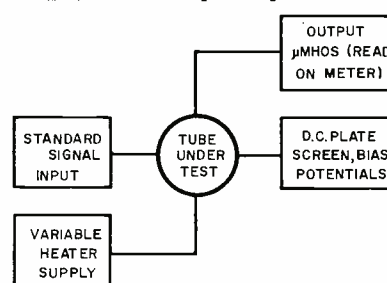 OUTPUT
µMHOS (READ
ON METER)
STANDARD
SIGNAL
INPUT
TUBE
UNDER
TEST
D.C. PLATE
SCREEN, BIAS
POTENTIALS
VARIABLE
HEATER
SUPPLY